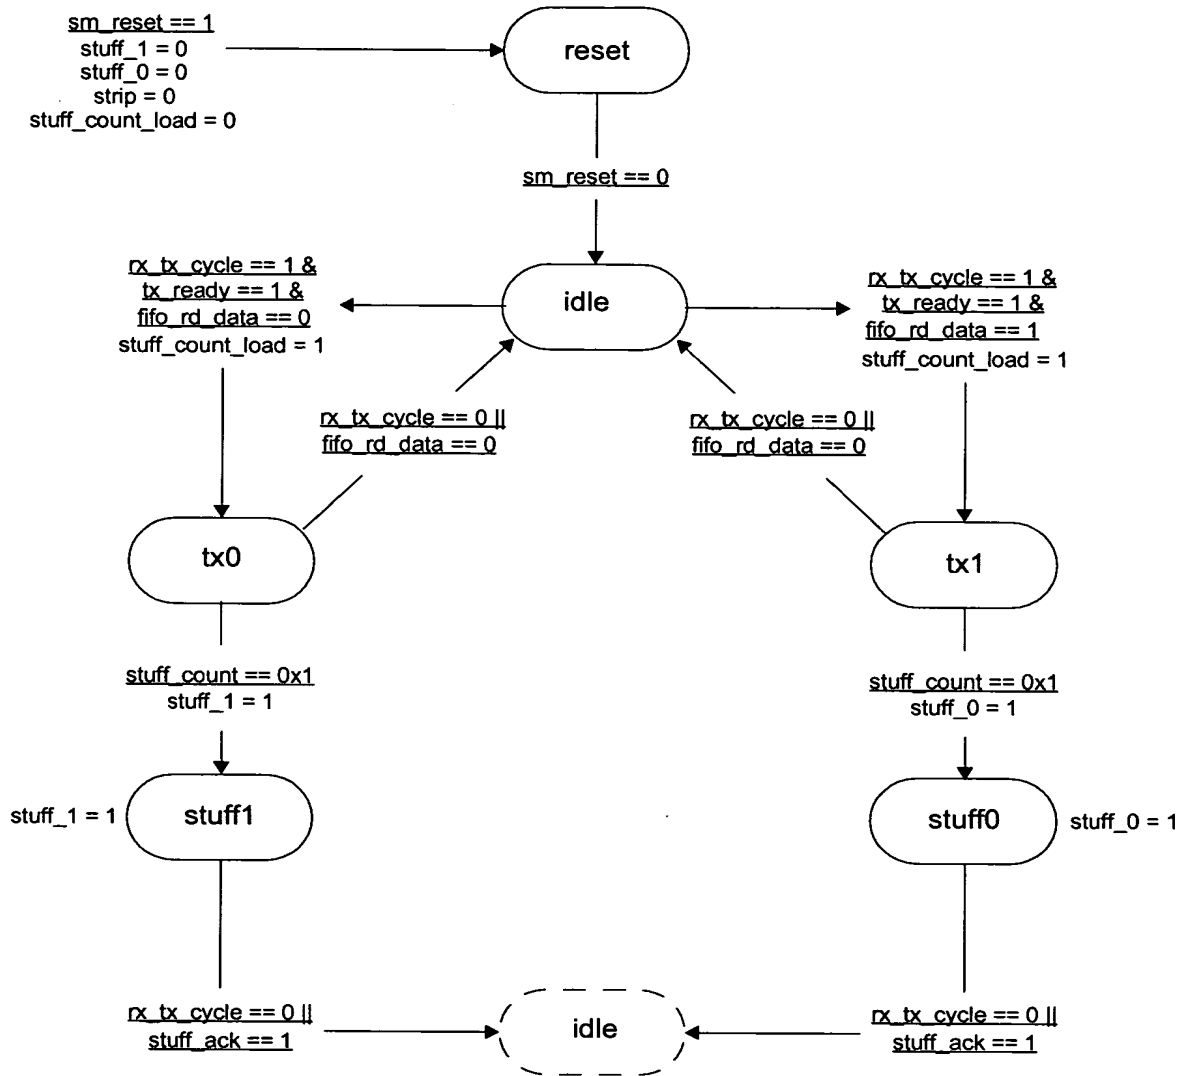 sm_reset == 1
stuff_1 = 0
stuff_0 = 0
strip = 0
stuff_count_load = 0
reset
sm_reset == 0
idle
rx_tx_cycle == 1 &
tx_ready == 1 &
fifo_rd_data == 0
stuff_count_load = 1
rx_tx_cycle == 1 &
tx_ready == 1 &
fifo_rd_data == 1
stuff_count_load = 1
rx_tx_cycle == 0 ||
fifo_rd_data == 0
rx_tx_cycle == 0 ||
fifo_rd_data == 0
tx0
tx1
stuff_count == 0x1
stuff_1 = 1
stuff_count == 0x1
stuff_0 = 1
stuff_1 = 1
stuff1
stuff0
stuff_0 = 1
rx_tx_cycle == 0 ||
stuff_ack == 1
idle
rx_tx_cycle == 0 ||
stuff_ack == 1